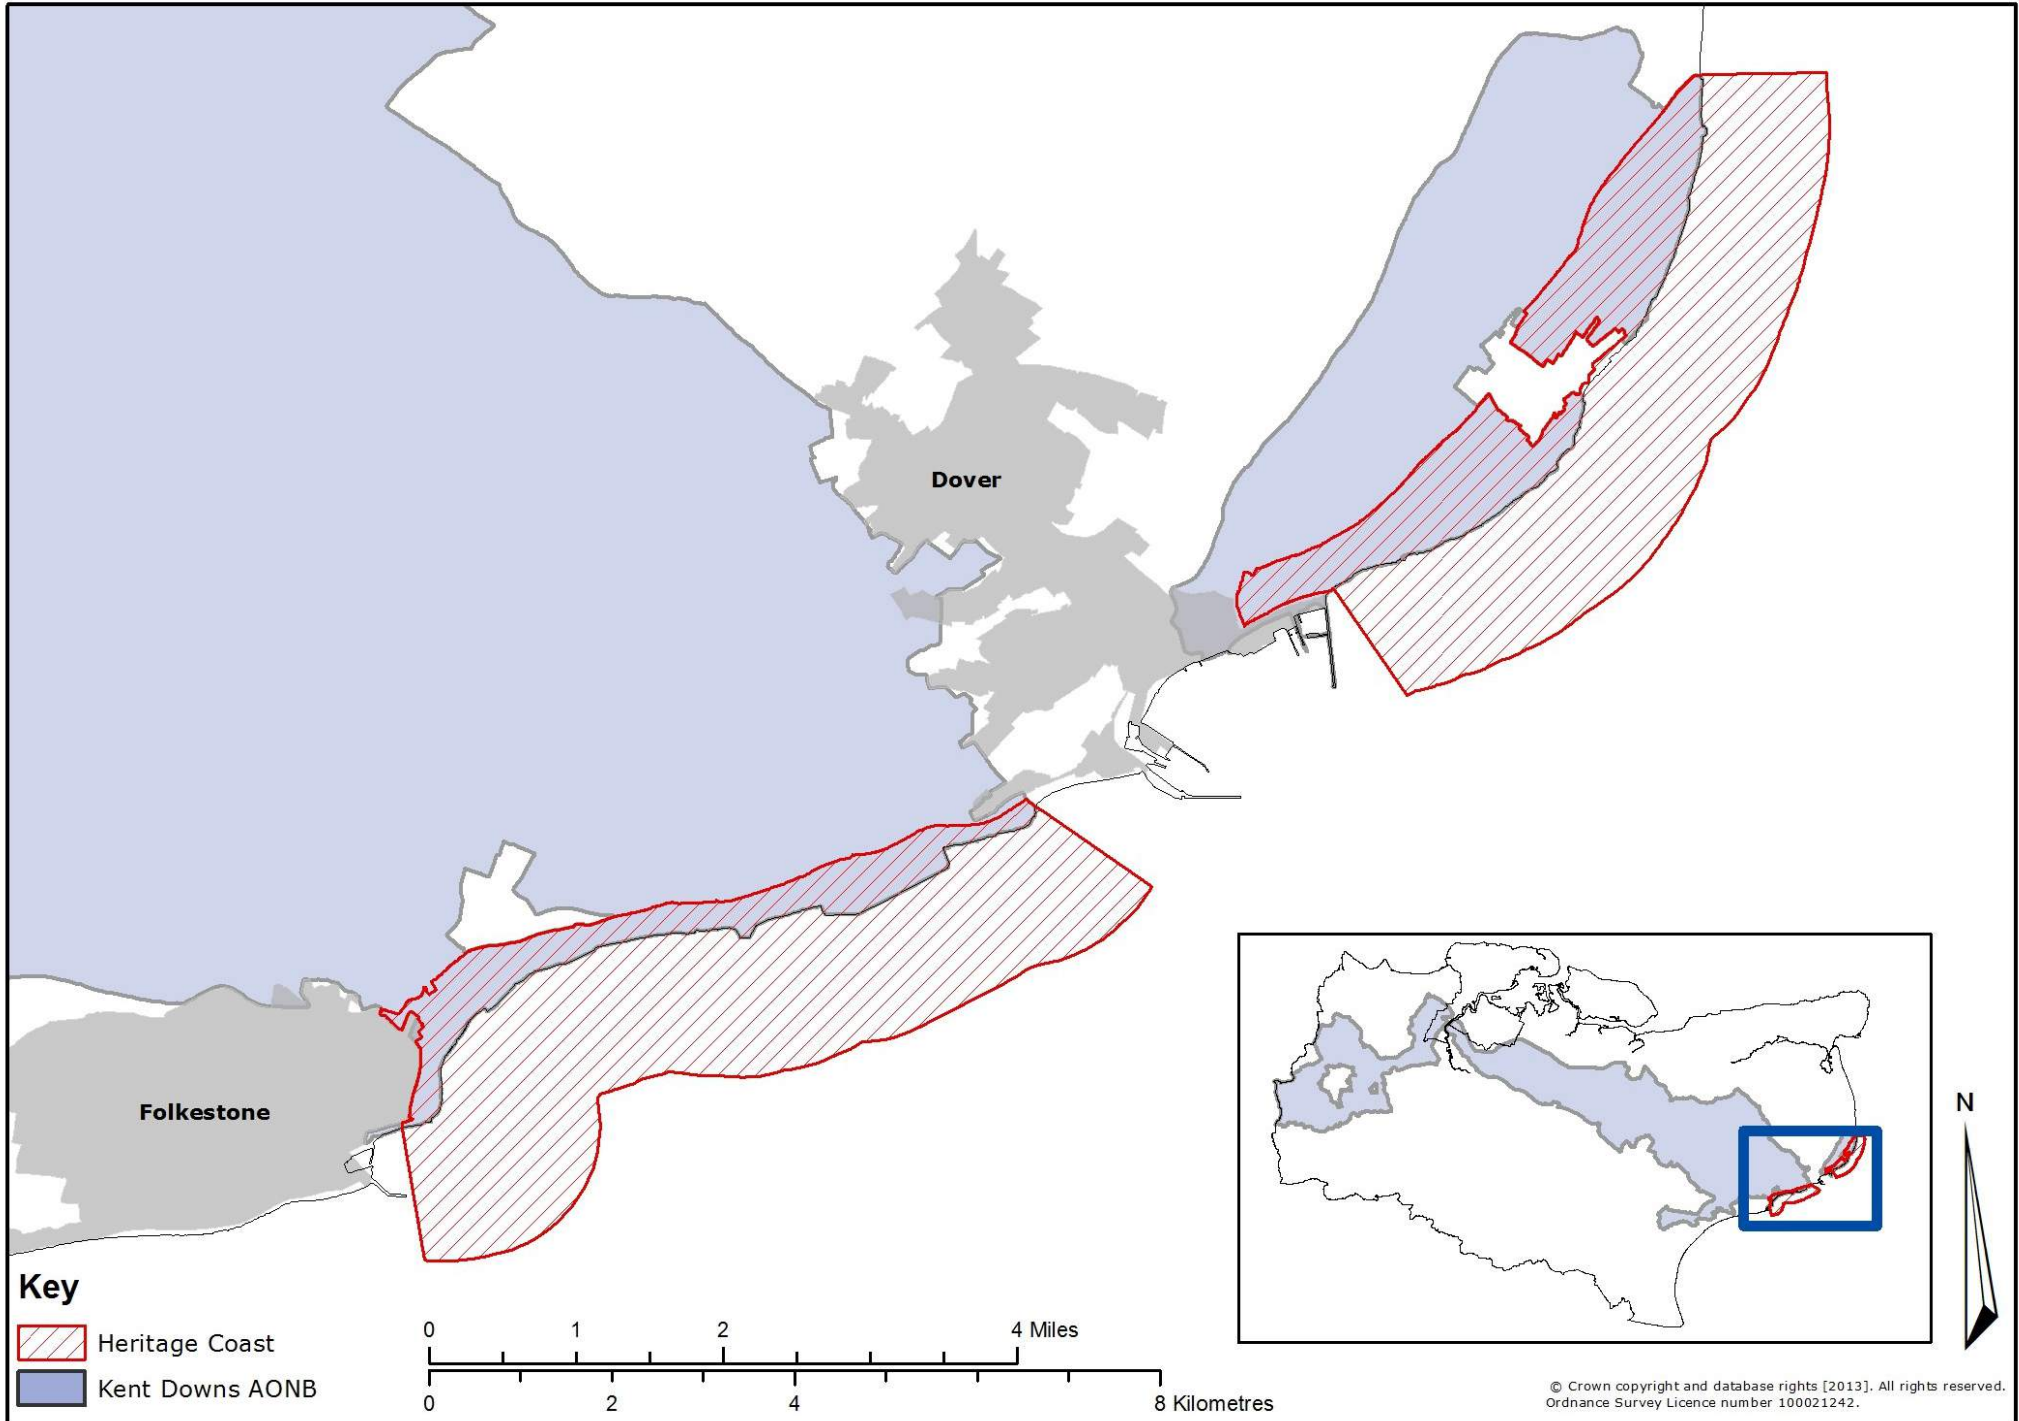 Dover
Folkestone
N
Key
Heritage Coast
Kent Downs AONB
0 1 2 4 Miles
0 2 4 8 Kilometres
© Crown copyright and database rights [2013]. All rights reserved.
Ordnance Survey Licence number 100021242.